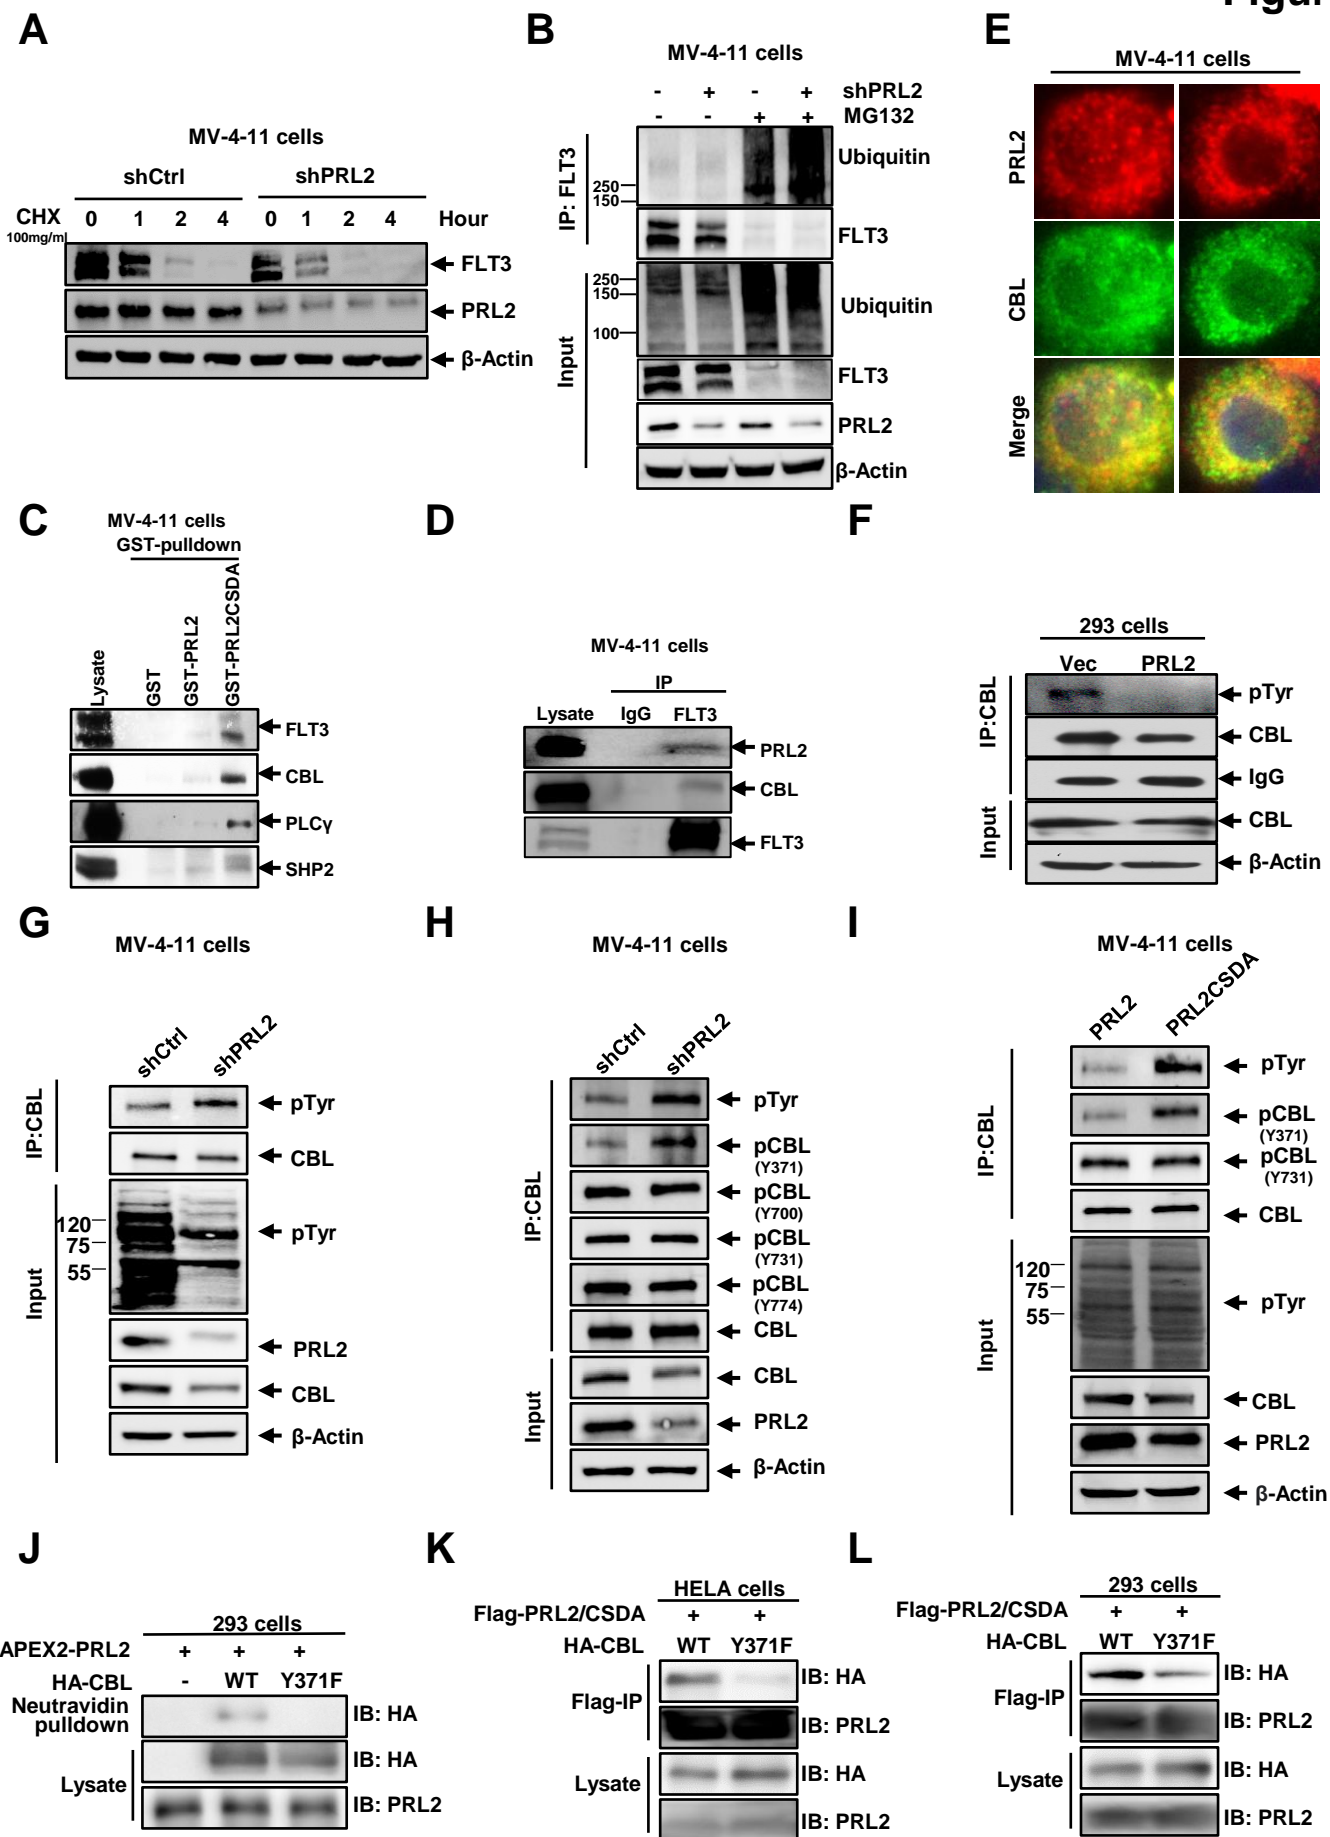 Figur
A
MV-4-11 cells
shCtrl shPRL2
CHX 0 1 2 4 0 1 2 4 Hour
100mg/ml
FLT3
PRL2
β-Actin
B
MV-4-11 cells
- + - + shPRL2
- - + + MG132
IP: FLT3
Ubiquitin
250
150
FLT3
Input
250
150
Ubiquitin
100
FLT3
PRL2
β-Actin
E
MV-4-11 cells
PRL2
CBL
Merge
C
MV-4-11 cells
GST-pulldown
Lysate GST GST-PRL2 GST-PRL2CSDA
FLT3
CBL
PLCγ
SHP2
D
MV-4-11 cells
IP
Lysate IgG FLT3
PRL2
CBL
FLT3
F
293 cells
Vec PRL2
IP:CBL
pTyr
CBL
IgG
Input
CBL
β-Actin
G
MV-4-11 cells
shCtrl shPRL2
IP:CBL
pTyr
CBL
Input
120
75
55
pTyr
PRL2
CBL
β-Actin
H
MV-4-11 cells
shCtrl shPRL2
IP:CBL
pTyr
pCBL
(Y371)
pCBL
(Y700)
pCBL
(Y731)
pCBL
(Y774)
CBL
Input
CBL
PRL2
β-Actin
I
MV-4-11 cells
PRL2 PRL2CSDA
IP:CBL
pTyr
pCBL
(Y371)
pCBL
(Y731)
CBL
Input
120
75
55
pTyr
CBL
PRL2
β-Actin
J
293 cells
APEX2-PRL2 + + +
HA-CBL - WT Y371F
Neutravidin
pulldown
IB: HA
Lysate
IB: HA
IB: PRL2
K
HELA cells
Flag-PRL2/CSDA + +
HA-CBL WT Y371F
Flag-IP
IB: HA
IB: PRL2
Lysate
IB: HA
IB: PRL2
L
293 cells
Flag-PRL2/CSDA + +
HA-CBL WT Y371F
Flag-IP
IB: HA
IB: PRL2
Lysate
IB: HA
IB: PRL2